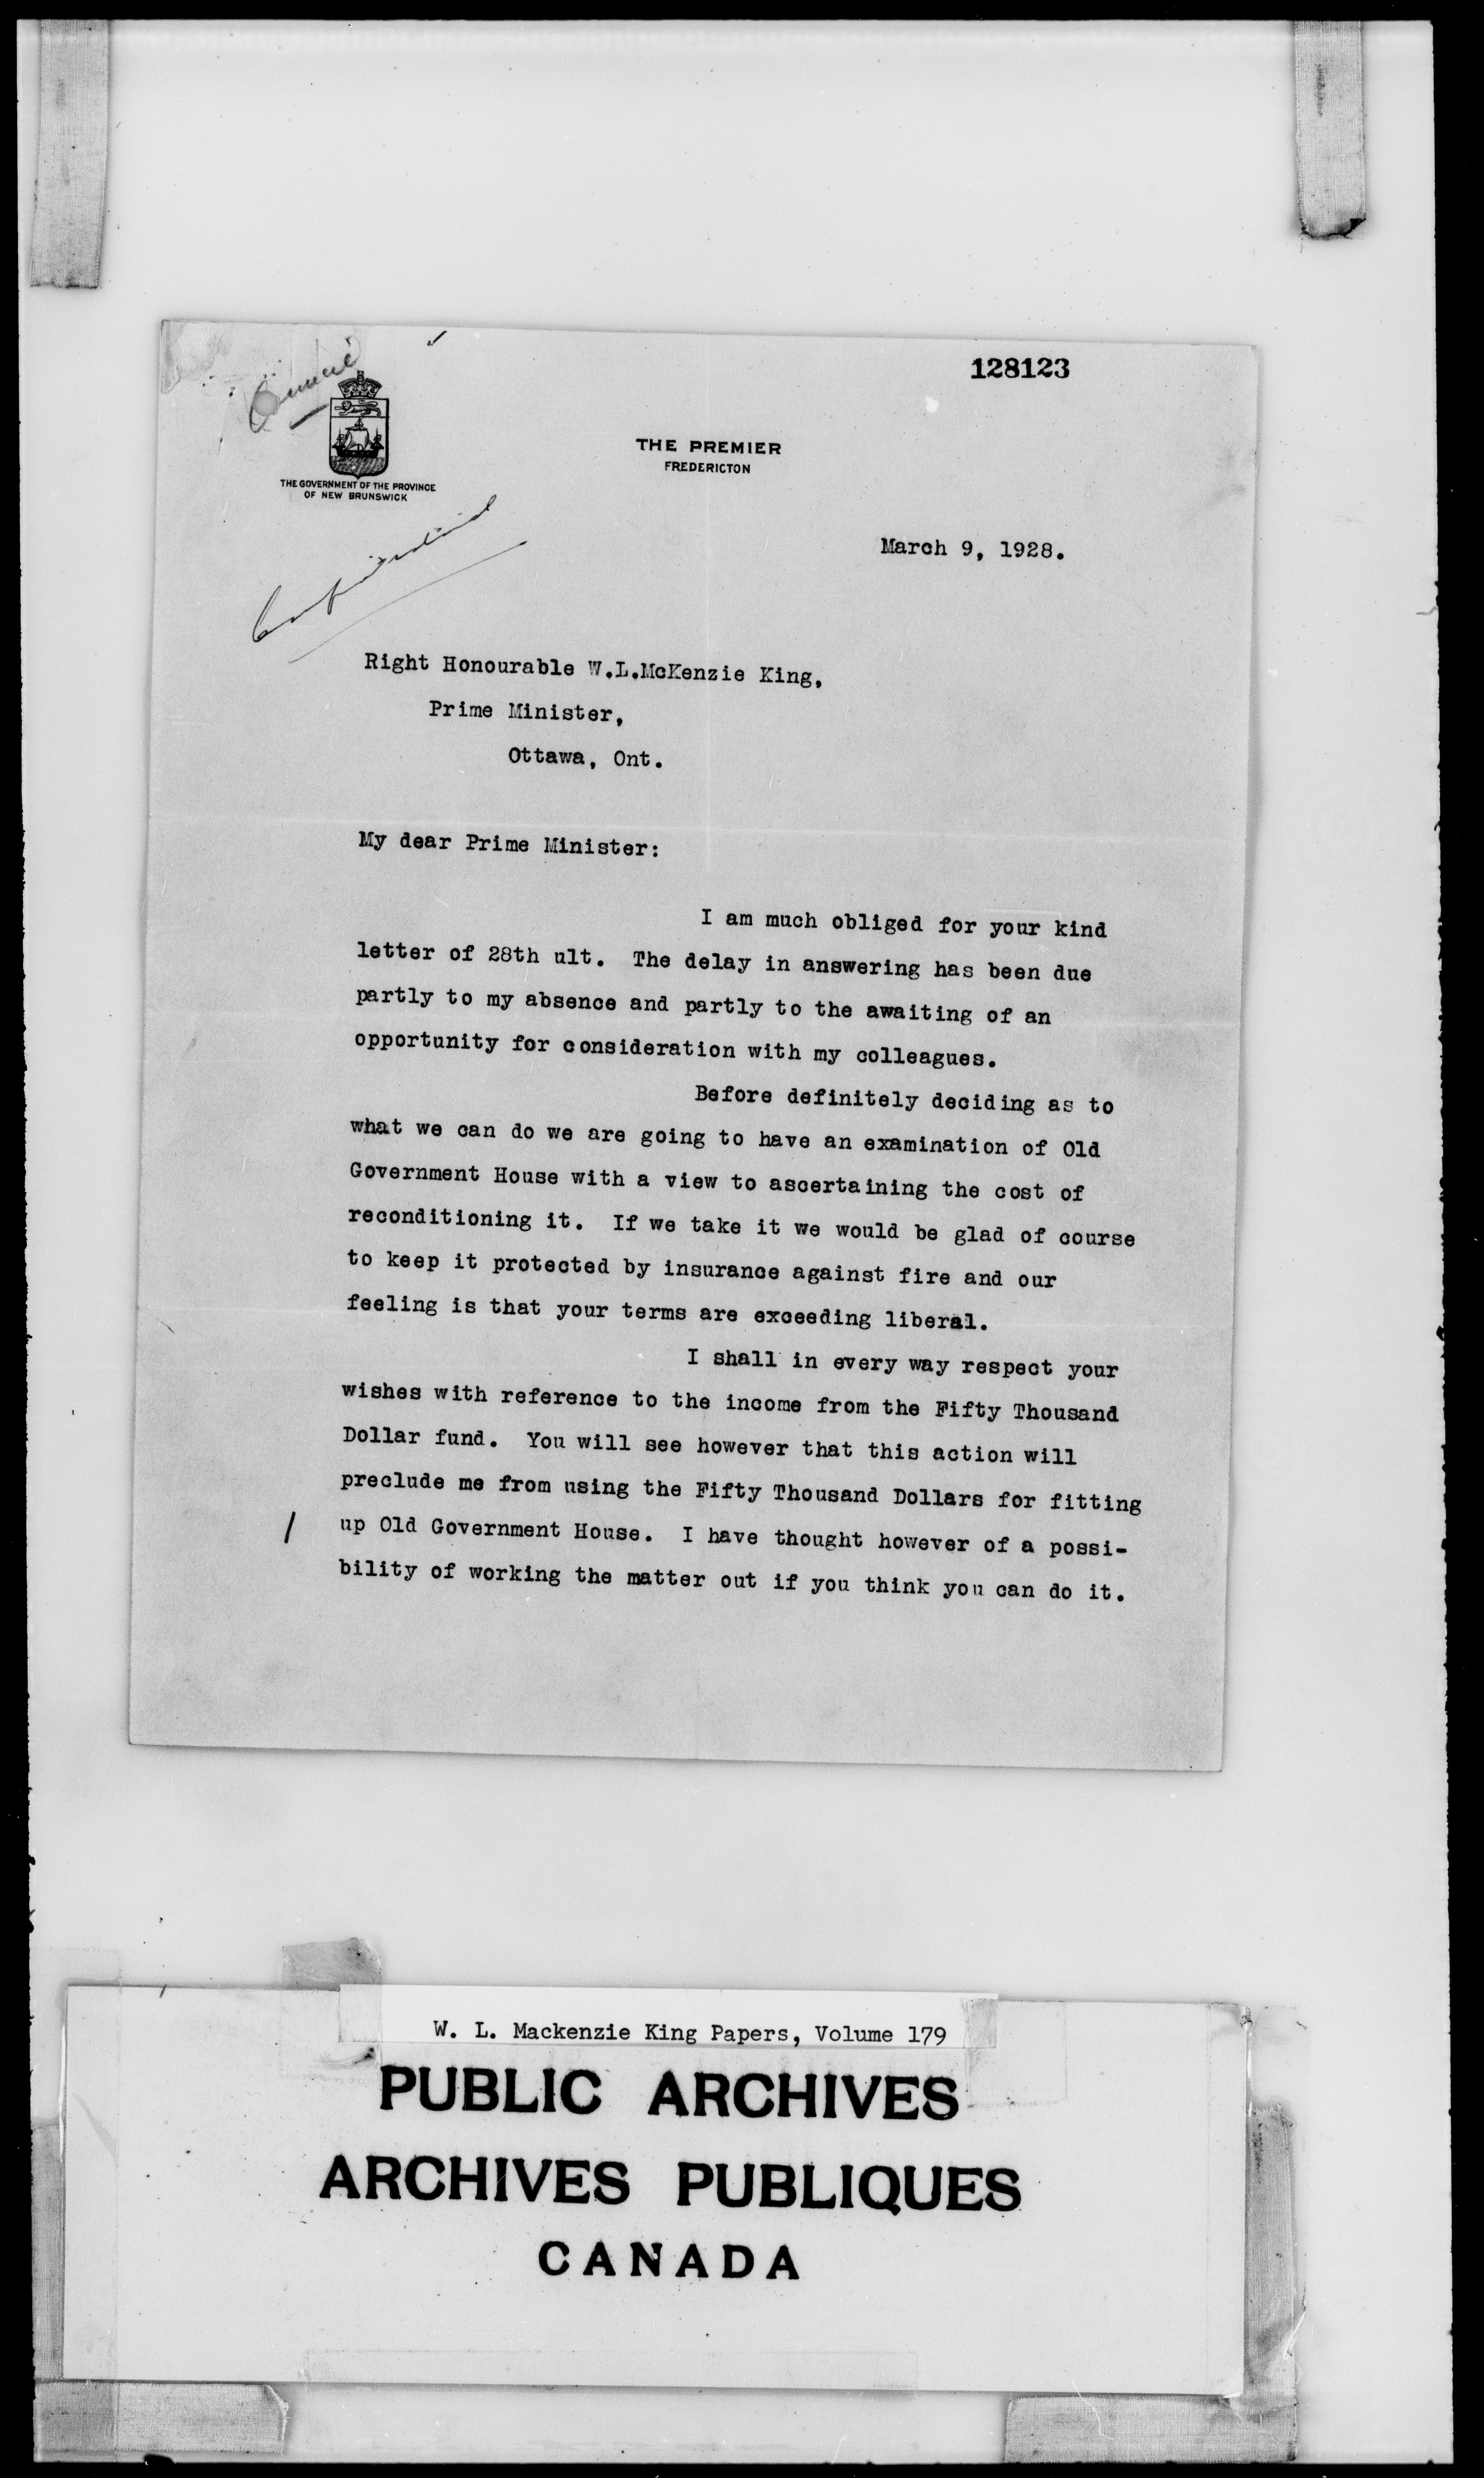 128123
THE GOVERNMENT OF THE PROVINCE
OF NEW BRUNSWICK
THE PREMIER
FREDERICTON
March 9, 1928.
Confidential
Right Honourable W.L.McKenzie King,
Prime Minister,
Ottawa, Ont.
My dear Prime Minister:
I am much obliged for your kind
letter of 28th ult. The delay in answering has been due
partly to my absence and partly to the awaiting of an
opportunity for consideration with my colleagues.
Before definitely deciding as to
what we can do we are going to have an examination of Old
Government House with a view to ascertaining the cost of
reconditioning it. If we take it we would be glad of course
to keep it protected by insurance against fire and our
feeling is that your terms are exceeding liberal.
I shall in every way respect your
wishes with reference to the income from the Fifty Thousand
Dollar fund. You will see however that this action will
preclude me from using the Fifty Thousand Dollars for fitting
up Old Government House. I have thought however of a possi-
bility of working the matter out if you think you can do it.
W. L. Mackenzie King Papers, Volume 179
PUBLIC ARCHIVES
ARCHIVES PUBLIQUES
CANADA